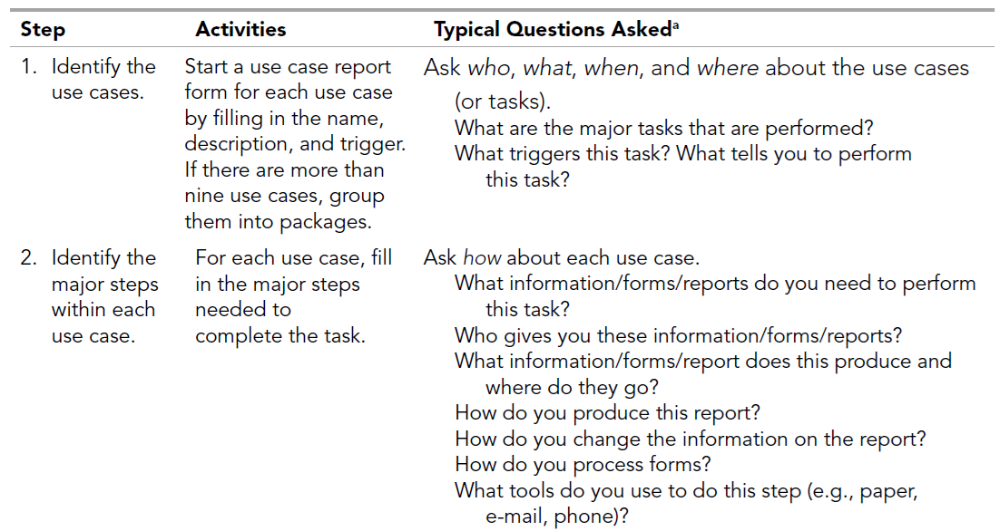 Step Activities Typical Questions Askedª
1. Identify the
use cases.
Start a use case report
form for each use case
by filling in the name,
description, and trigger.
If there are more than
nine use cases, group
them into packages.
Ask who, what, when, and where about the use cases
(or tasks).
What are the major tasks that are performed?
What triggers this task? What tells you to perform
this task?
2. Identify the
major steps
within each
use case.
For each use case, fill
in the major steps
needed to
complete the task.
Ask how about each use case.
What information/forms/reports do you need to perform
this task?
Who gives you these information/forms/reports?
What information/forms/report does this produce and
where do they go?
How do you produce this report?
How do you change the information on the report?
How do you process forms?
What tools do you use to do this step (e.g., paper,
e-mail, phone)?